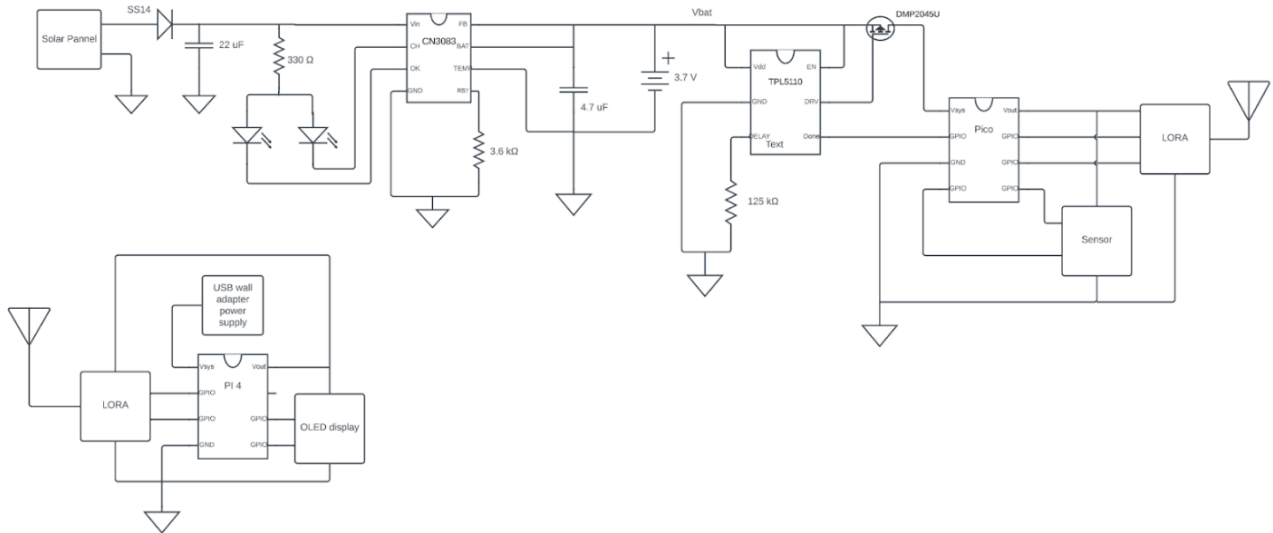 SS14
Solar Pannel
22 uF
330 Ω
Vin
FB
CN3083
CH
BAT
OK
TEMP
GND
3.6 kΩ
4.7 uF
3.7 V
Vbat
DMP2045U
Vdd
EN
TPL5110
GND
DRV
DELAY
Done
Text
125 kΩ
Vsys
Vout
Pico
GPIO
GPIO
GND
GPIO
GPIO
GPIO
LORA
Sensor
USB wall
adapter
power
supply
Vsys
Vout
PI 4
GPIO
GPIO
GPIO
GND
GPIO
LORA
OLED display